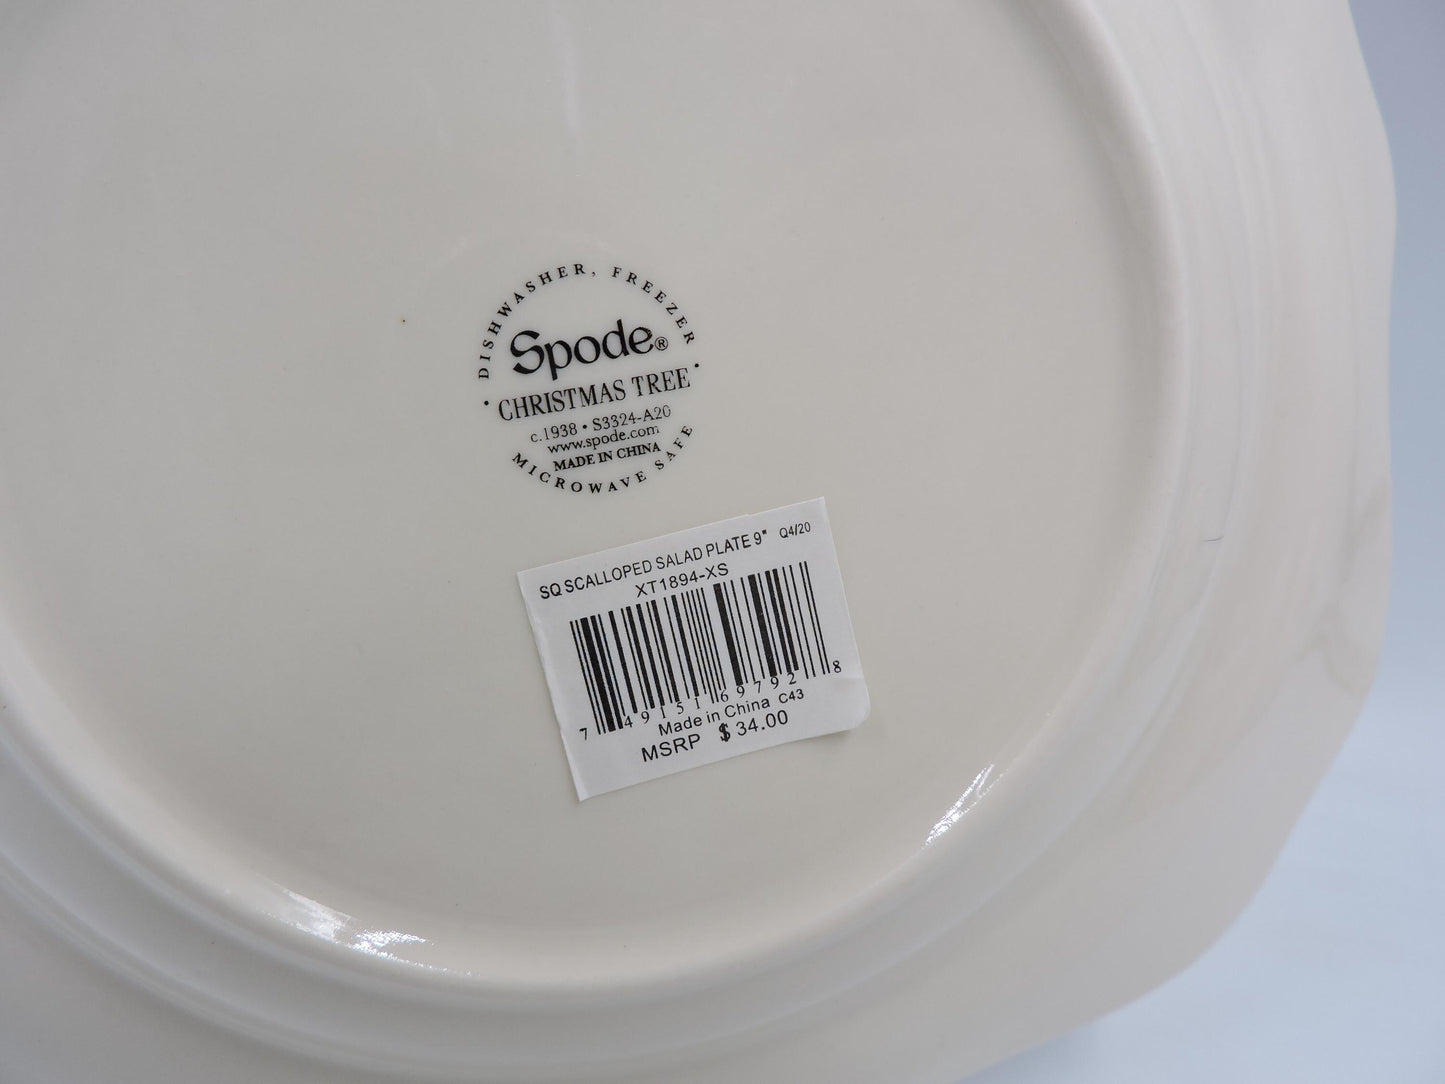 DISHWASHER, FREEZER
Spode®
• CHRISTMAS TREE •
c.1938 • S3324-A20
www.spode.com
MADE IN CHINA
MICROWAVE SAFE
SQ SCALLOPED SALAD PLATE 9" Q4/20
XT1894-XS
7 49151 69792 8
Made in China C43
MSRP $ 34.00